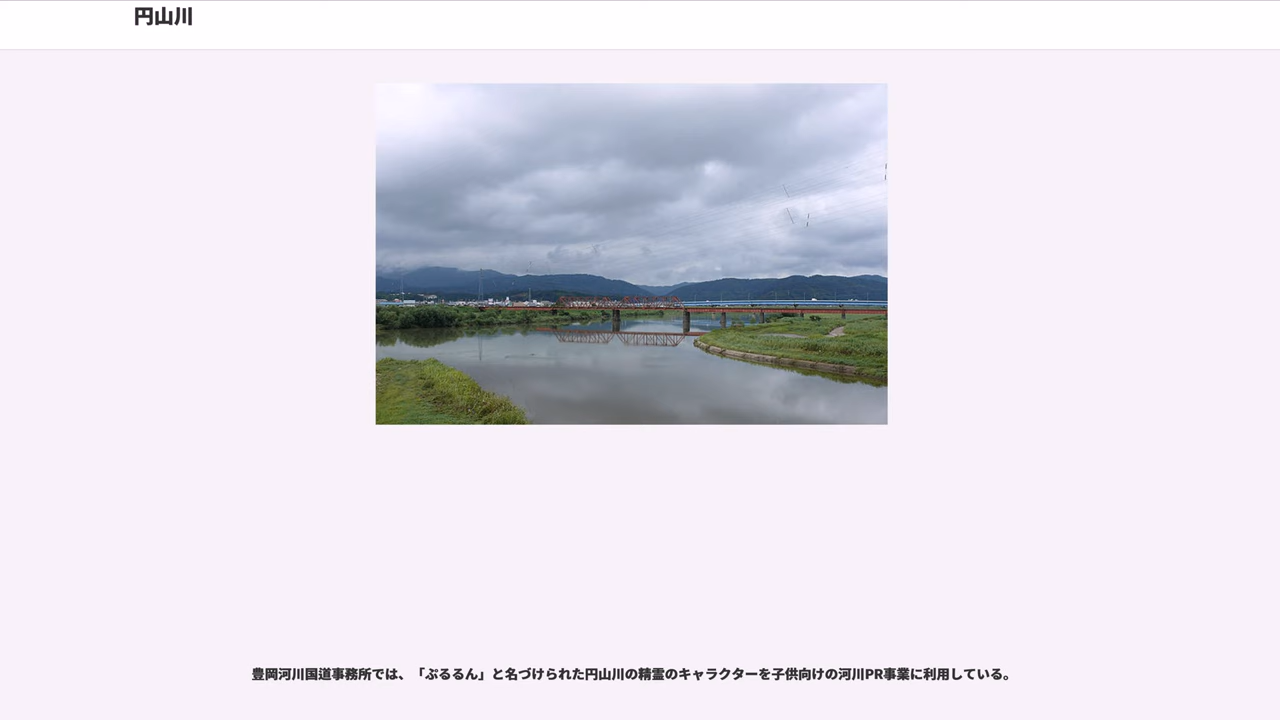 円山川
豊岡河川国道事務所では、「ぷるるん」と名づけられた円山川の精霊のキャラクターを子供向けの河川PR事業に利用している。